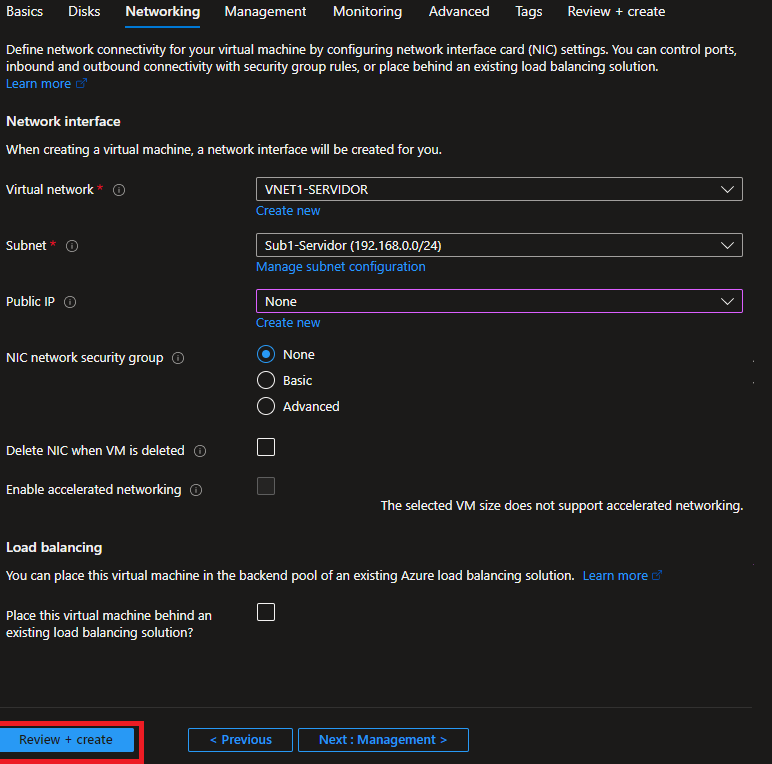 Basics Disks Networking Management Monitoring Advanced Tags Review + create
Define network connectivity for your virtual machine by configuring network interface card (NIC) settings. You can control ports,
inbound and outbound connectivity with security group rules, or place behind an existing load balancing solution.
Learn more
Network interface
When creating a virtual machine, a network interface will be created for you.
Virtual network * VNET1-SERVIDOR
Create new
Subnet * Sub1-Servidor (192.168.0.0/24)
Manage subnet configuration
Public IP None
Create new
NIC network security group None
Basic
Advanced
Delete NIC when VM is deleted
Enable accelerated networking
The selected VM size does not support accelerated networking.
Load balancing
You can place this virtual machine in the backend pool of an existing Azure load balancing solution. Learn more
Place this virtual machine behind an
existing load balancing solution?
Review + create < Previous Next : Management >